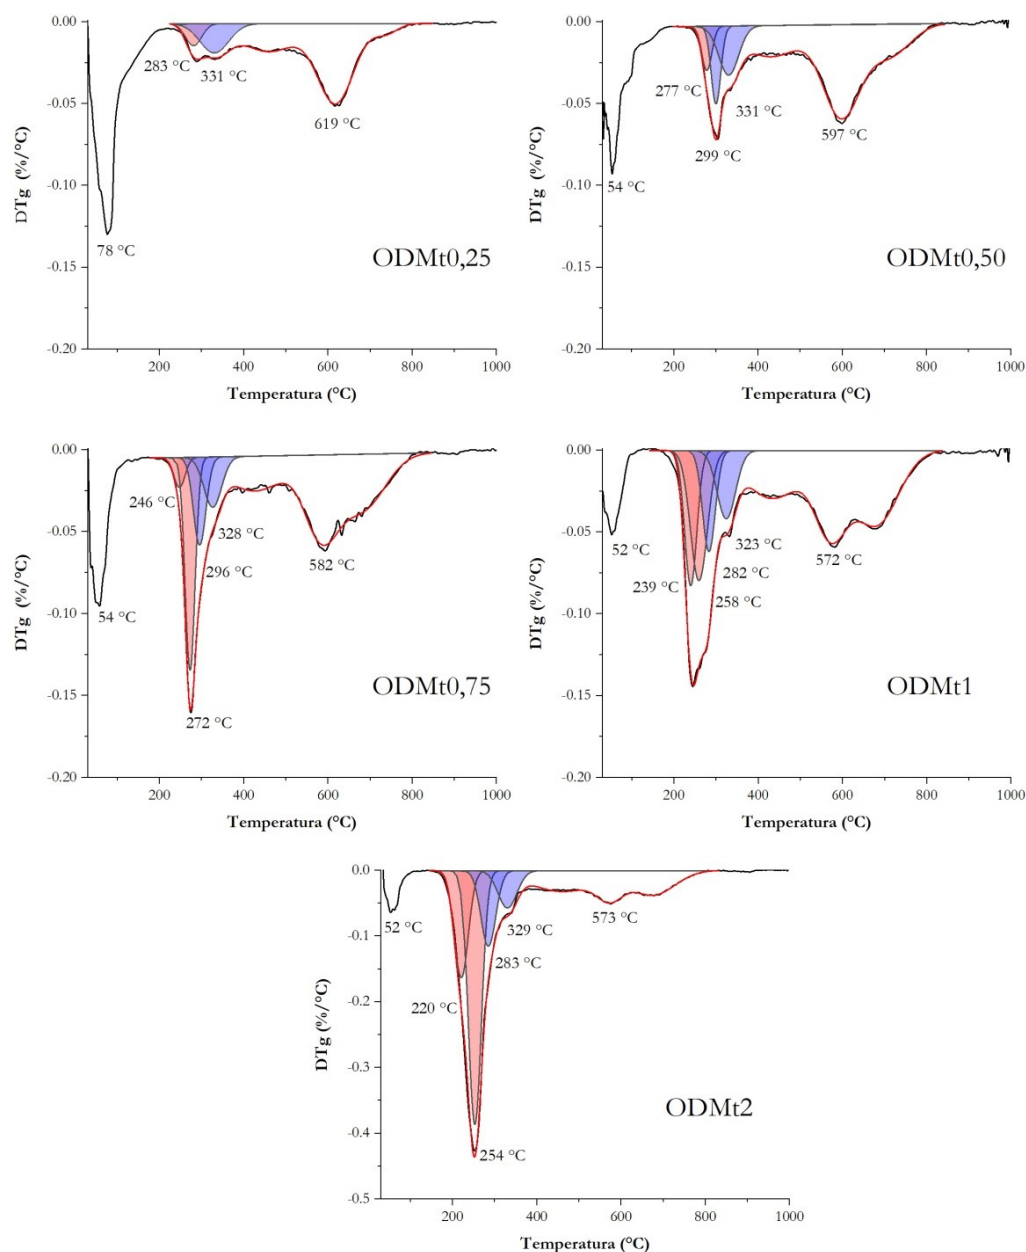 0.00
-0.05
-0.10
-0.15
-0.20
DTg (%/°C)
283 °C
331 °C
619 °C
78 °C
ODMt0,25
200 400 600 800 1000
Temperatura (°C)
0.00
-0.05
-0.10
-0.15
-0.20
DTg (%/°C)
277 °C
331 °C
299 °C
597 °C
54 °C
ODMt0,50
200 400 600 800 1000
Temperatura (°C)
0.00
-0.05
-0.10
-0.15
-0.20
DTg (%/°C)
246 °C
328 °C
296 °C
582 °C
54 °C
272 °C
ODMt0,75
200 400 600 800 1000
Temperatura (°C)
0.00
-0.05
-0.10
-0.15
-0.20
DTg (%/°C)
52 °C
323 °C
572 °C
282 °C
239 °C
258 °C
ODMt1
200 400 600 800 1000
Temperatura (°C)
0.0
-0.1
-0.2
-0.3
-0.4
-0.5
DTg (%/°C)
52 °C
329 °C
573 °C
283 °C
220 °C
254 °C
ODMt2
200 400 600 800 1000
Temperatura (°C)